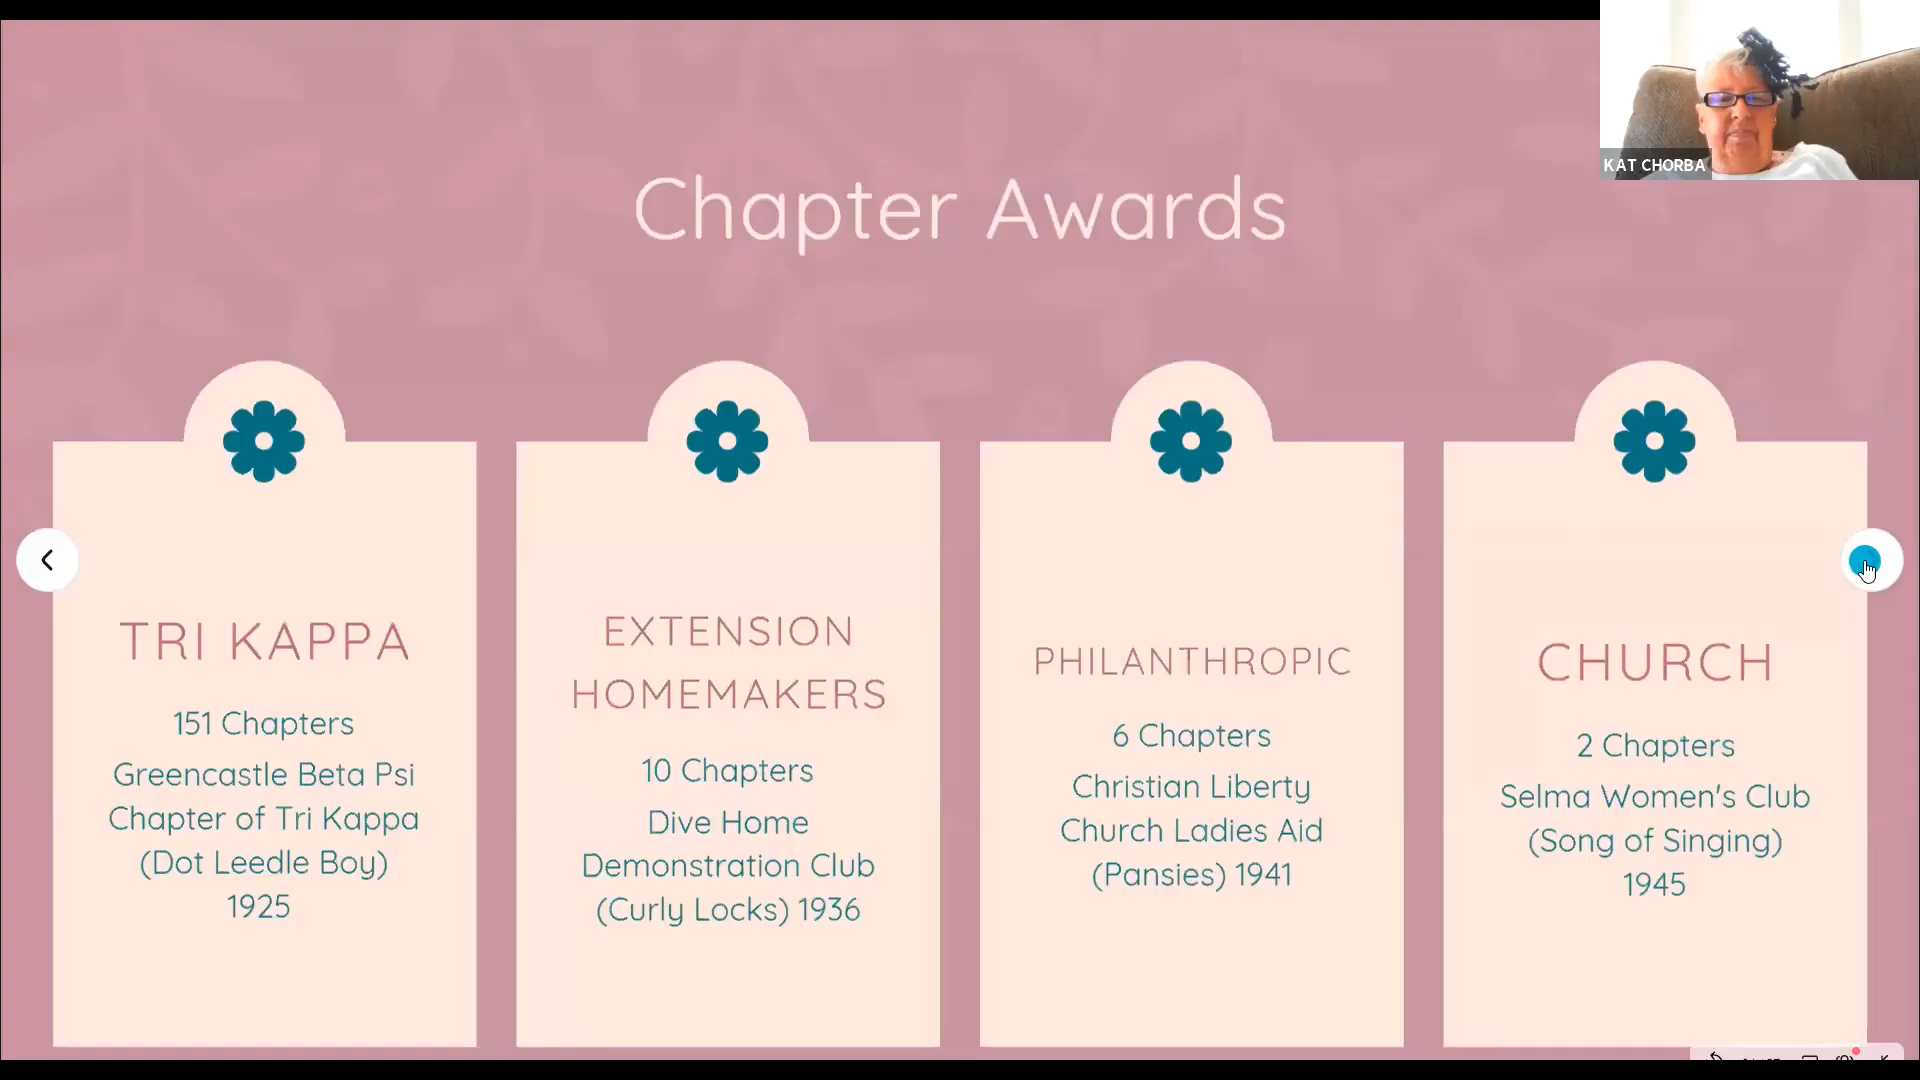 KAT CHORBA
Chapter Awards
TRI KAPPA
151 Chapters
Greencastle Beta Psi
Chapter of Tri Kappa
(Dot Leedle Boy)
1925
EXTENSION
HOMEMAKERS
10 Chapters
Dive Home
Demonstration Club
(Curly Locks) 1936
PHILANTHROPIC
6 Chapters
Christian Liberty
Church Ladies Aid
(Pansies) 1941
CHURCH
2 Chapters
Selma Women's Club
(Song of Singing)
1945